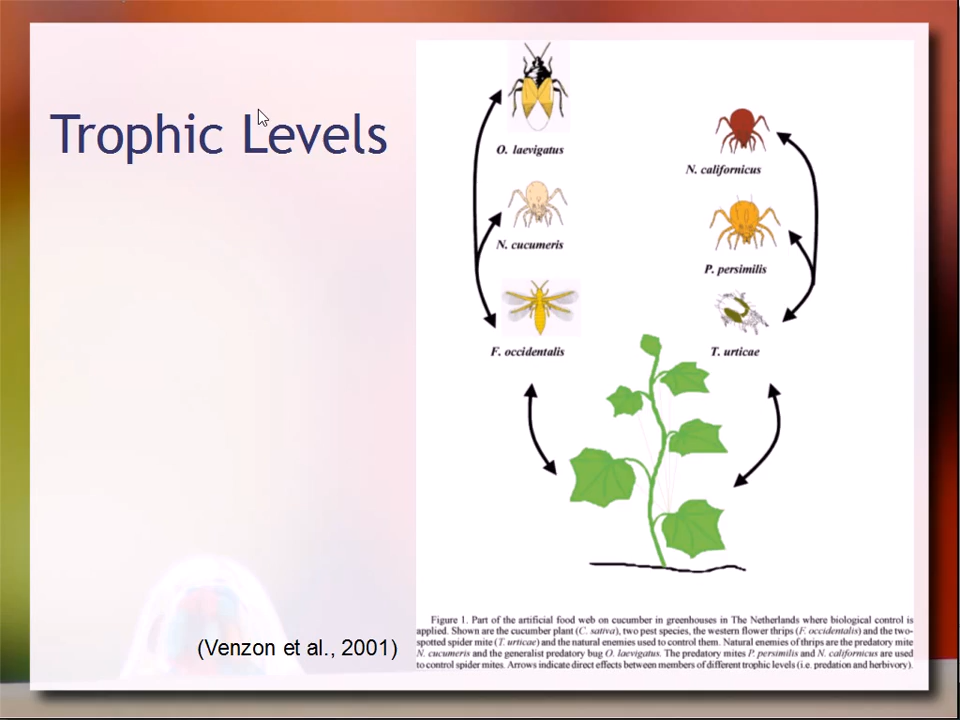 Trophic Levels
O. laevigatus
N. californicus
N. cucumeris
P. persimilis
F. occidentalis
T. urticae
Figure 1. Part of the artificial food web on cucumber in greenhouses in The Netherlands where biological control is
applied. Shown are the cucumber plant (C. sativa), two pest species, the western flower thrips (F. occidentalis) and the two-
spotted spider mite (T. urticae) and the natural enemies used to control them. Natural enemies of thrips are the predatory mite
N. cucumeris and the generalist predatory bug O. laevigatus. The predatory mites P. persimilis and N. californicus are used
to control spider mites. Arrows indicate direct effects between members of different trophic levels (i.e. predation and herbivory).
(Venzon et al., 2001)